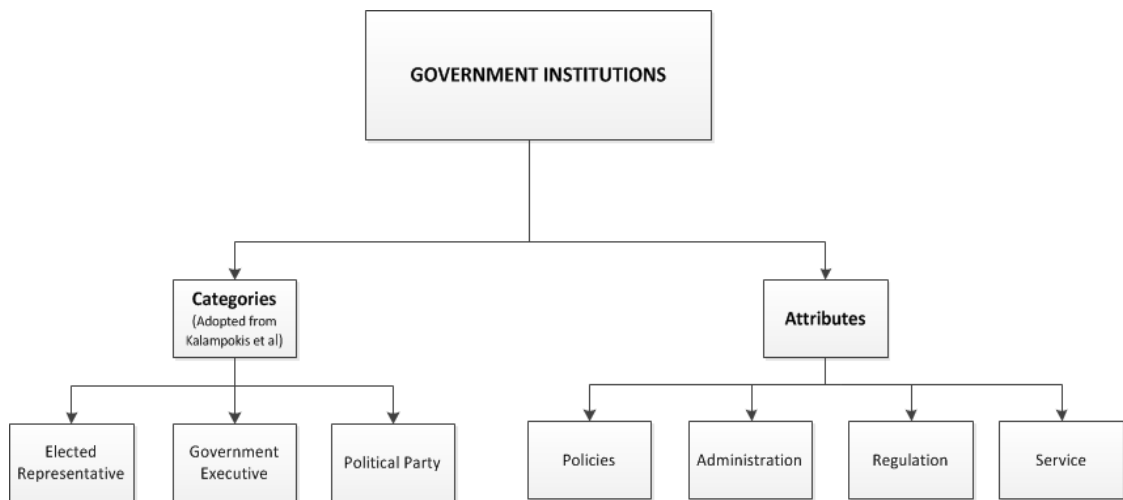 GOVERNMENT INSTITUTIONS
Categories
(Adopted from
Kalampokis et al)
Attributes
Elected
Representative
Government
Executive
Political Party
Policies
Administration
Regulation
Service